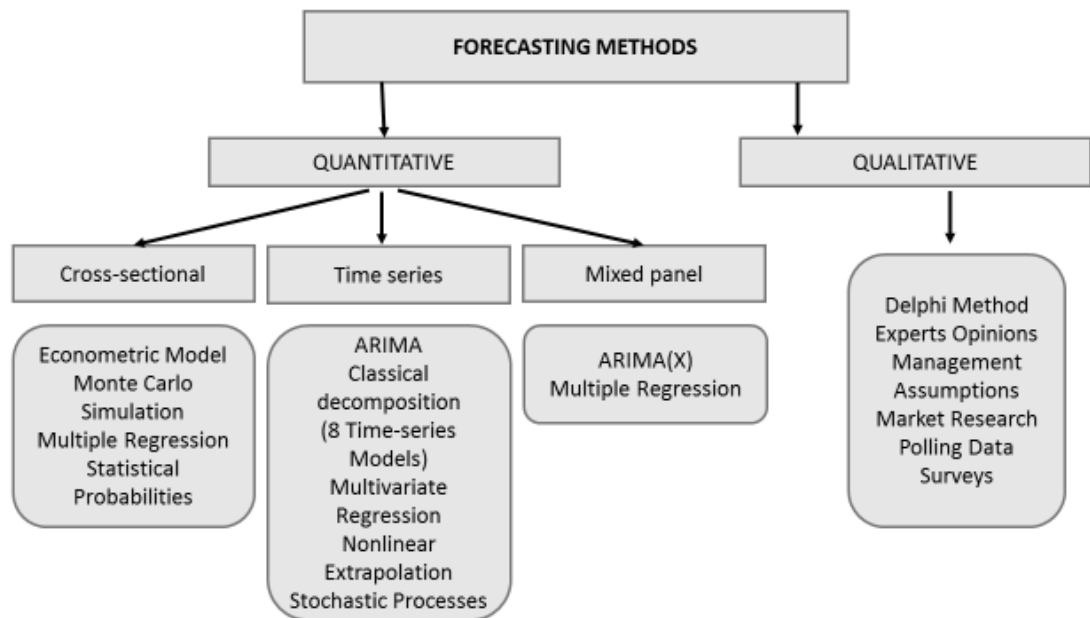 FORECASTING METHODS
QUANTITATIVE
QUALITATIVE
Cross-sectional
Time series
Mixed panel
Econometric Model
Monte Carlo
Simulation
Multiple Regression
Statistical
Probabilities
ARIMA
Classical
decomposition
(8 Time-series
Models)
Multivariate
Regression
Nonlinear
Extrapolation
Stochastic Processes
ARIMA(X)
Multiple Regression
Delphi Method
Experts Opinions
Management
Assumptions
Market Research
Polling Data
Surveys